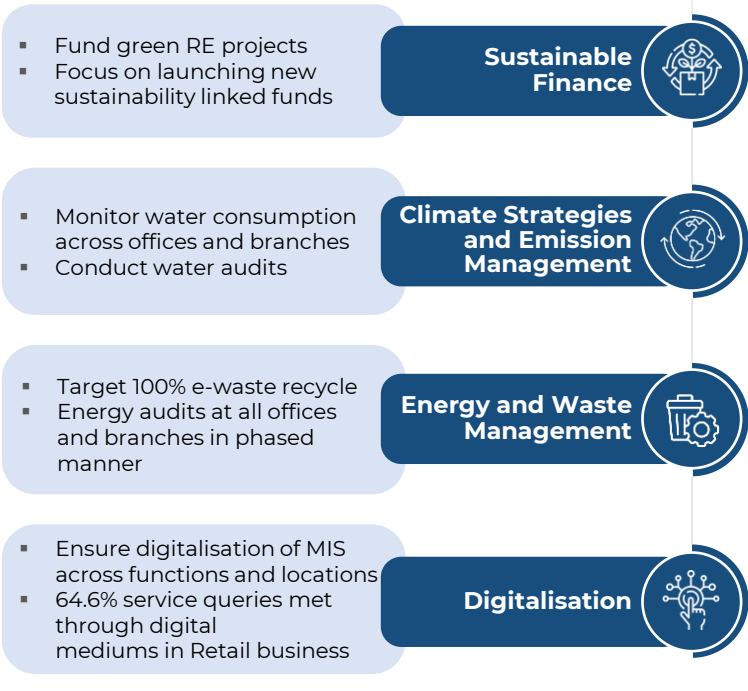 ▪ Fund green RE projects
▪ Focus on launching new
sustainability linked funds
Sustainable
Finance
▪ Monitor water consumption
across offices and branches
▪ Conduct water audits
Climate Strategies
and Emission
Management
▪ Target 100% e-waste recycle
▪ Energy audits at all offices
and branches in phased
manner
Energy and Waste
Management
▪ Ensure digitalisation of MIS
across functions and locations
▪ 64.6% service queries met
through digital
mediums in Retail business
Digitalisation